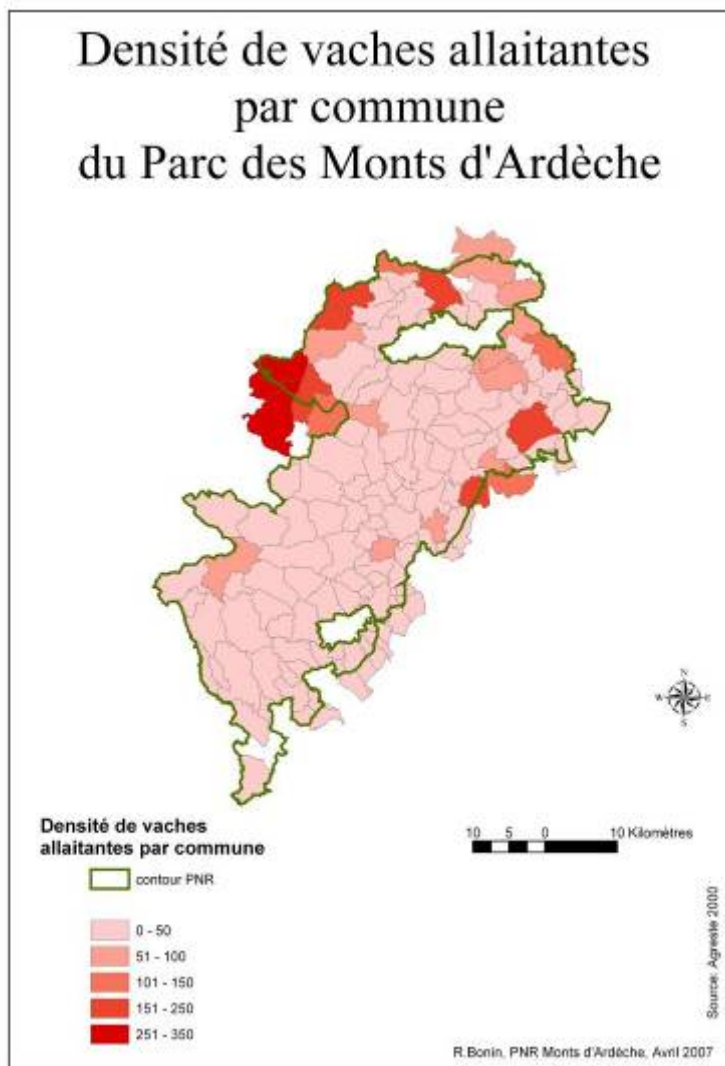 Densité de vaches allaitantes
par commune
du Parc des Monts d'Ardèche
N
W E
S
Densité de vaches
allaitantes par commune
contour PNR
0 - 50
51 - 100
101 - 150
151 - 250
251 - 350
10 5 0 10 Kilomètres
Source: Agreste 2000
R.Bonin, PNR Monts d'Ardèche, Avril 2007